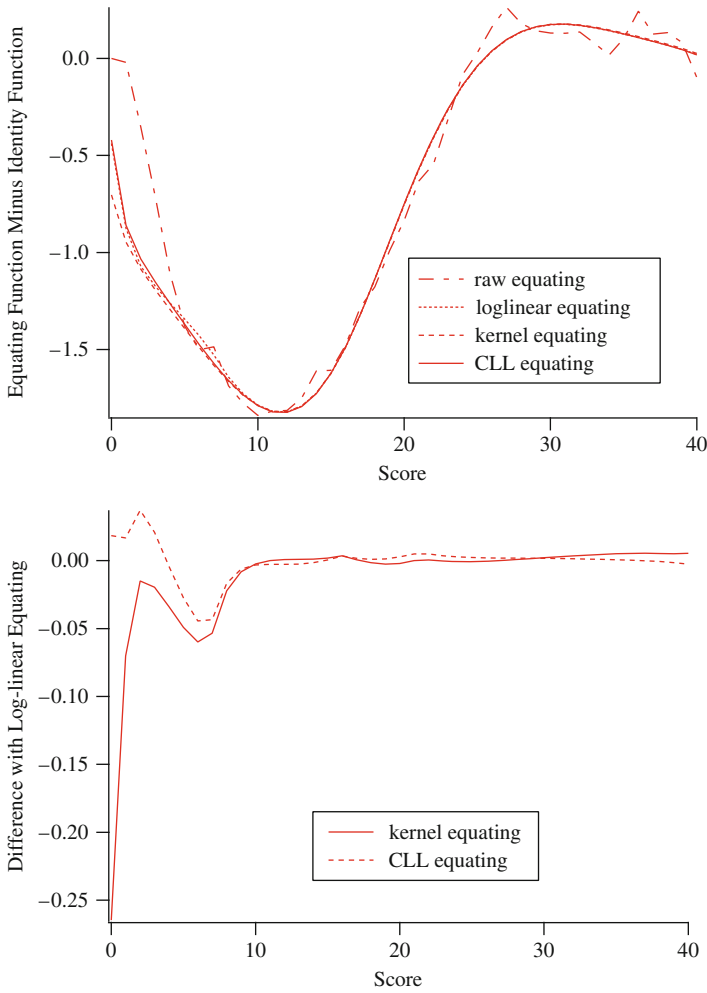 Equating Function Minus Identity Function
0.0
−0.5
−1.0
−1.5
raw equating
loglinear equating
kernel equating
CLL equating
0
10
20
30
40
Score
Difference with Log-linear Equating
0.00
−0.05
−0.10
−0.15
−0.20
−0.25
kernel equating
CLL equating
0
10
20
30
40
Score